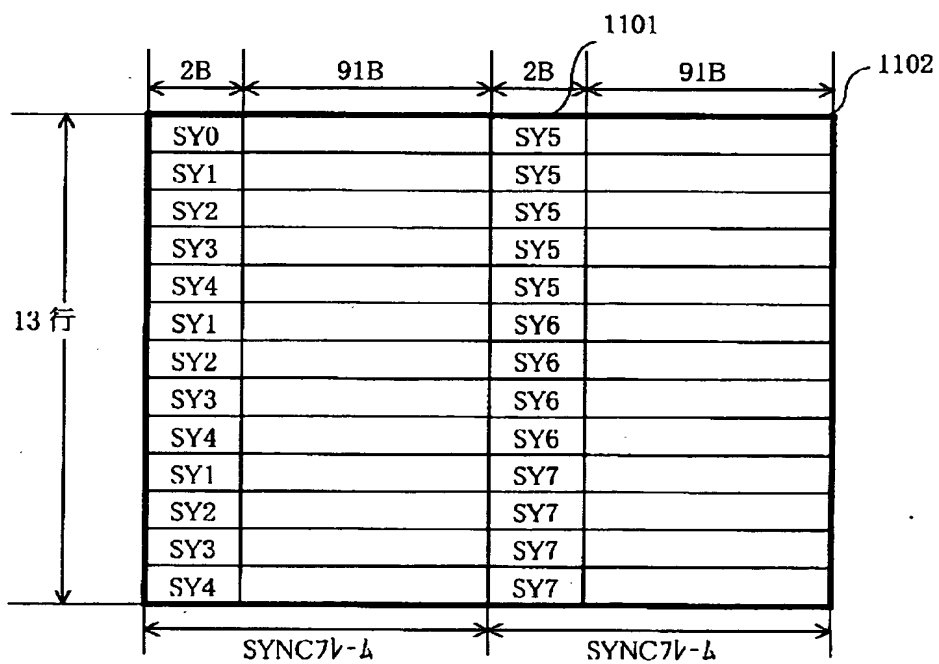 1101
1102
2B 91B 2B 91B
SY0 SY5
SY1 SY5
SY2 SY5
SY3 SY5
SY4 SY5
13行
SY1 SY6
SY2 SY6
SY3 SY6
SY4 SY6
SY1 SY7
SY2 SY7
SY3 SY7
SY4 SY7
SYNCフレーム SYNCフレーム